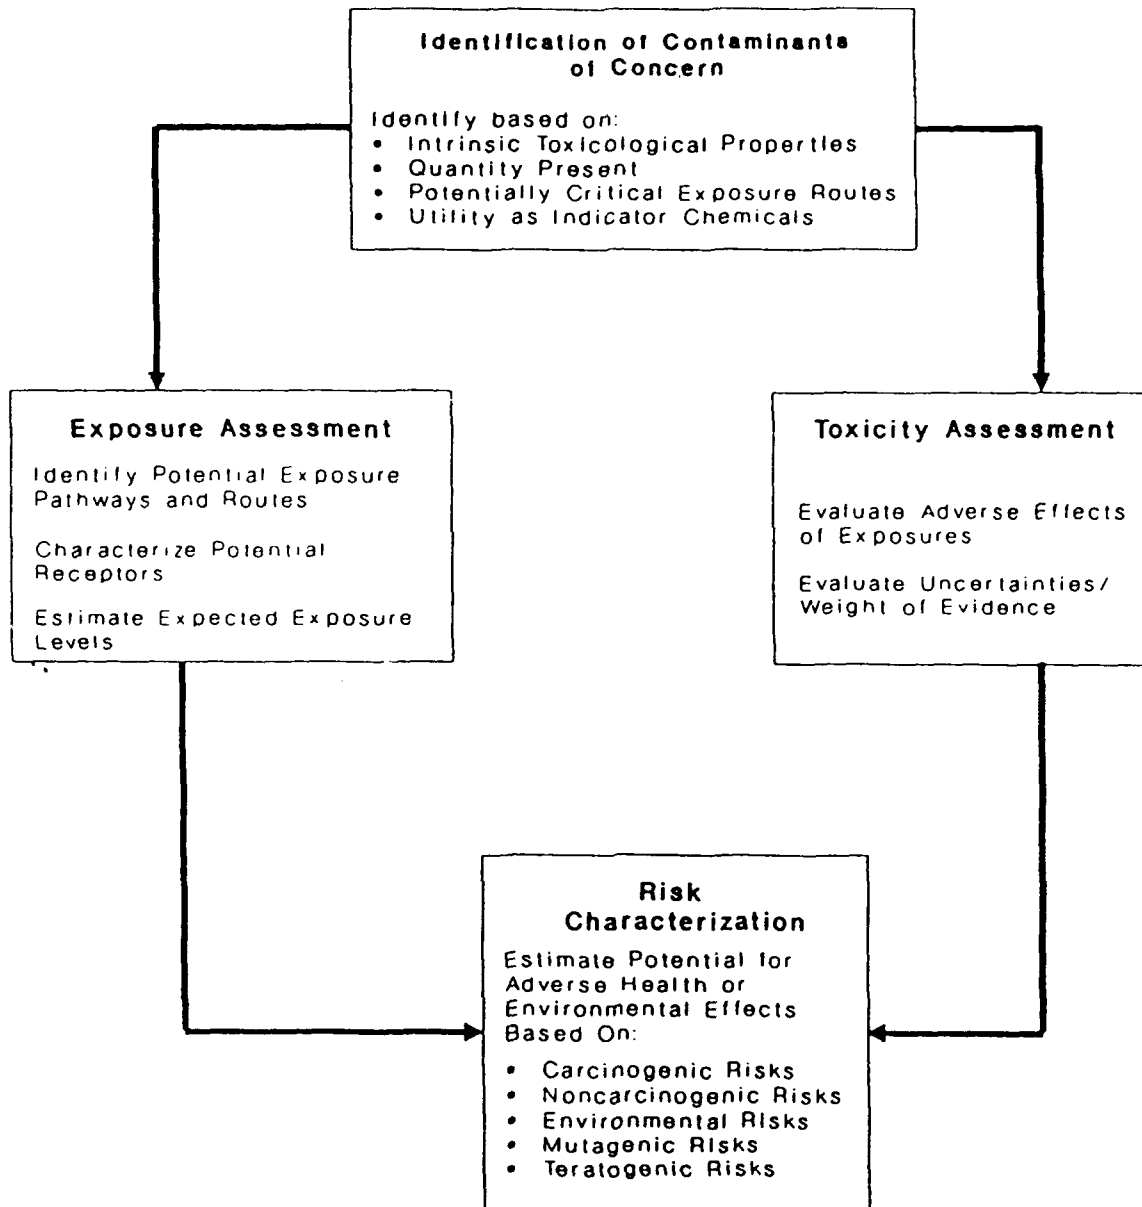 Identification of Contaminants
of Concern
Identify based on:
• Intrinsic Toxicological Properties
• Quantity Present
• Potentially Critical Exposure Routes
• Utility as Indicator Chemicals
Exposure Assessment
Identify Potential Exposure
Pathways and Routes
Characterize Potential
Receptors
Estimate Expected Exposure
Levels
Toxicity Assessment
Evaluate Adverse Effects
of Exposures
Evaluate Uncertainties/
Weight of Evidence
Risk
Characterization
Estimate Potential for
Adverse Health or
Environmental Effects
Based On:
• Carcinogenic Risks
• Noncarcinogenic Risks
• Environmental Risks
• Mutagenic Risks
• Teratogenic Risks